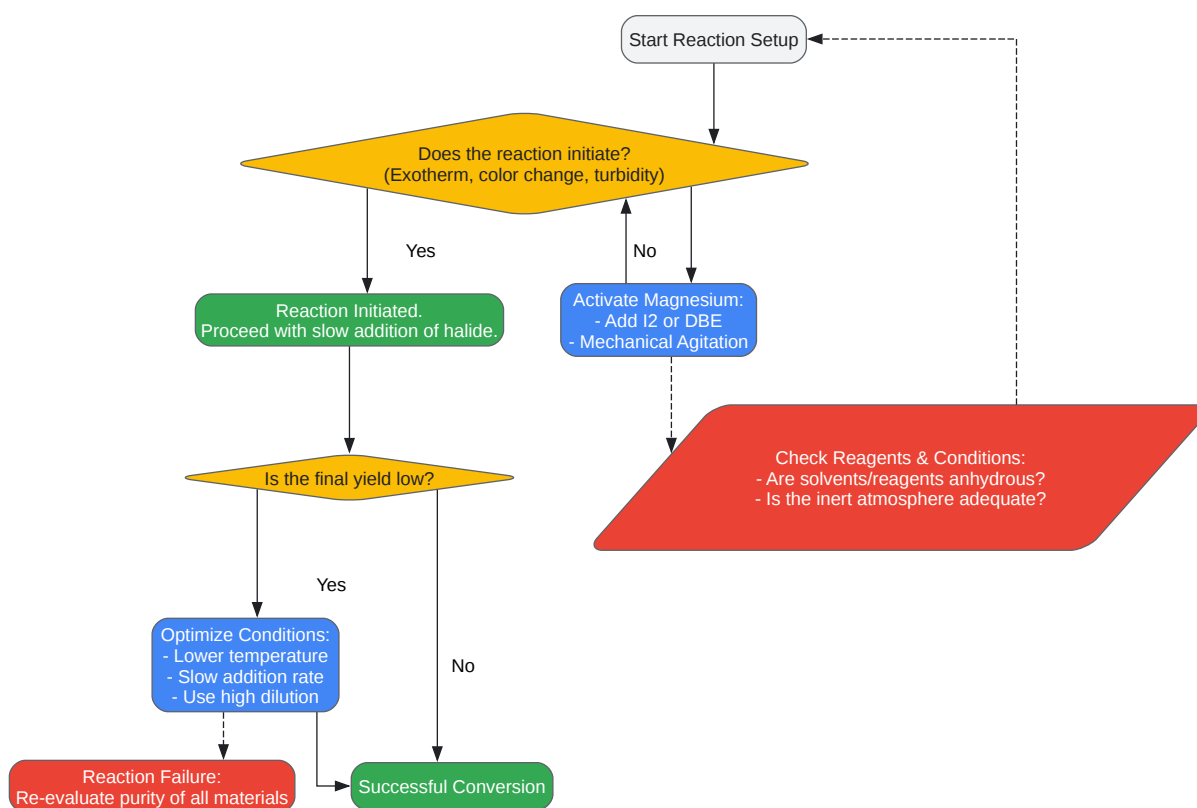 Start Reaction Setup
Does the reaction initiate?
(Exotherm, color change, turbidity)
Yes
No
Reaction Initiated.
Proceed with slow addition of halide.
Activate Magnesium:
- Add I2 or DBE
- Mechanical Agitation
Check Reagents & Conditions:
- Are solvents/reagents anhydrous?
- Is the inert atmosphere adequate?
Is the final yield low?
Yes
No
Optimize Conditions:
- Lower temperature
- Slow addition rate
- Use high dilution
Reaction Failure:
Re-evaluate purity of all materials
Successful Conversion